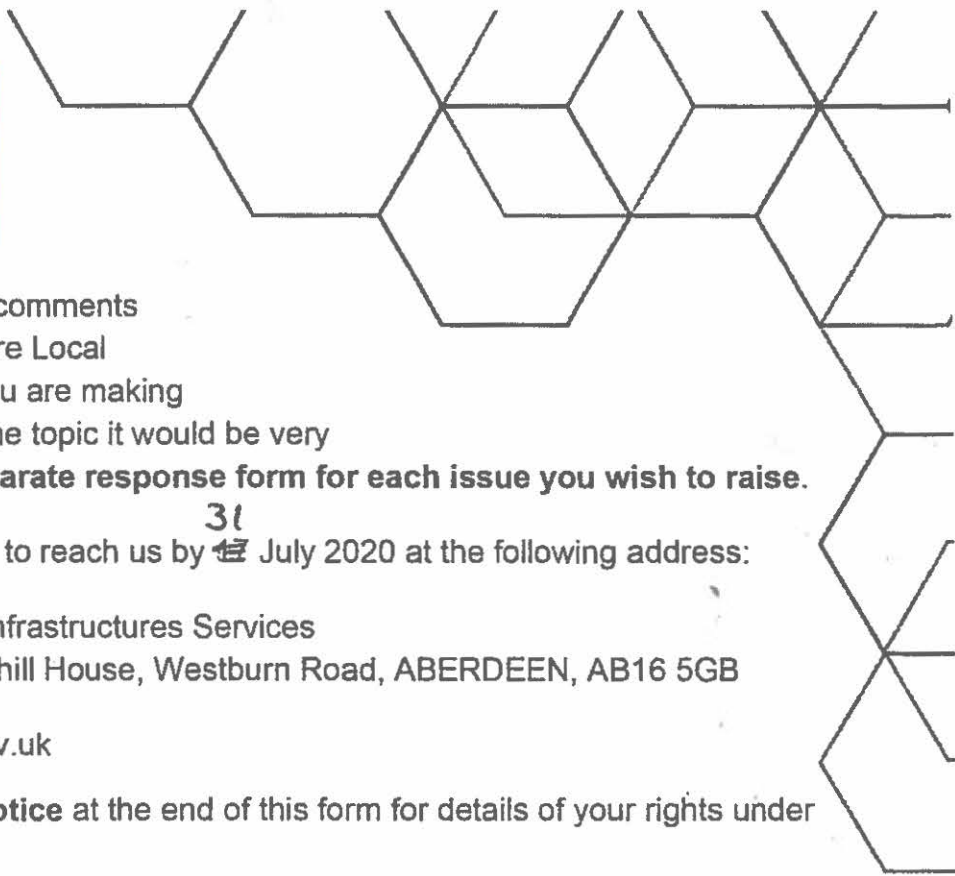 comments
re Local
u are making
ne topic it would be very
arate response form for each issue you wish to raise.
31
to reach us by 17 July 2020 at the following address:
nfrastructures Services
hill House, Westburn Road, ABERDEEN, AB16 5GB
v.uk
otice at the end of this form for details of your rights under